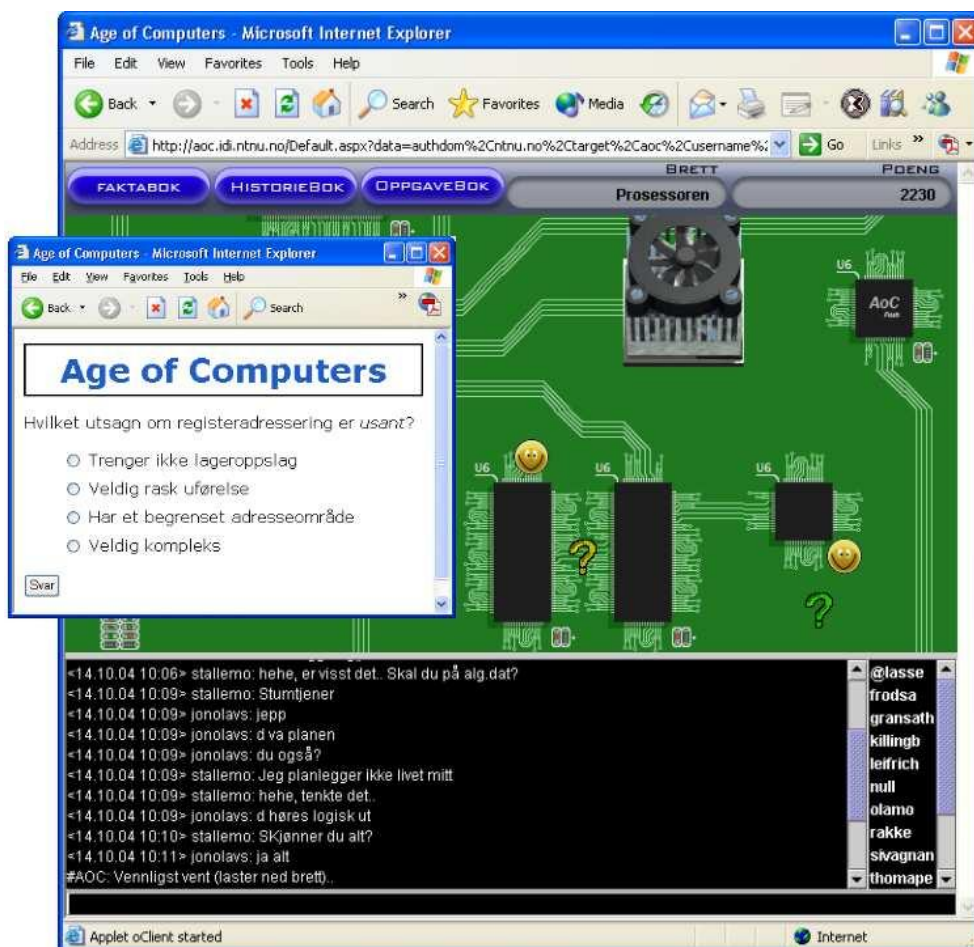 Age of Computers - Microsoft Internet Explorer
File Edit View Favorites Tools Help
Back Search Favorites Media
Address http://aoc.idi.ntnu.no/Default.aspx?data=authdom%2Cntnu.no%2Ctarget%2Caoc%2Cusername%2 Go Links »
FAKTABOK HISTORIEBOK OPPGAVEBOK BRETT POENG
Prosessoren 2230
U6
AoC
Flash
Age of Computers - Microsoft Internet Explorer
File Edit View Favorites Tools Help
Back Search »
Age of Computers
Hvilket utsagn om registeradressering er usant?
Trenger ikke lageroppslag
Veldig rask uførelse
Har et begrenset adresseområde
Veldig kompleks
Svar
U6 U6 U6
<14.10.04 10:06> stallemo: hehe, er visst det.. Skal du på alg.dat?
<14.10.04 10:09> stallemo: Stumtjener
<14.10.04 10:09> jonolavs: jepp
<14.10.04 10:09> jonolavs: d va planen
<14.10.04 10:09> jonolavs: du også?
<14.10.04 10:09> stallemo: Jeg planlegger ikke livet mitt
<14.10.04 10:09> stallemo: hehe, tenkte det..
<14.10.04 10:09> jonolavs: d høres logisk ut
<14.10.04 10:10> stallemo: SKjønner du alt?
<14.10.04 10:11> jonolavs: ja alt
#AOC: Vennligst vent (laster ned brett)..
@lasse
frodsa
gransath
killingb
leifrich
null
olamo
rakke
sivagnan
thomape
Applet oClient started Internet